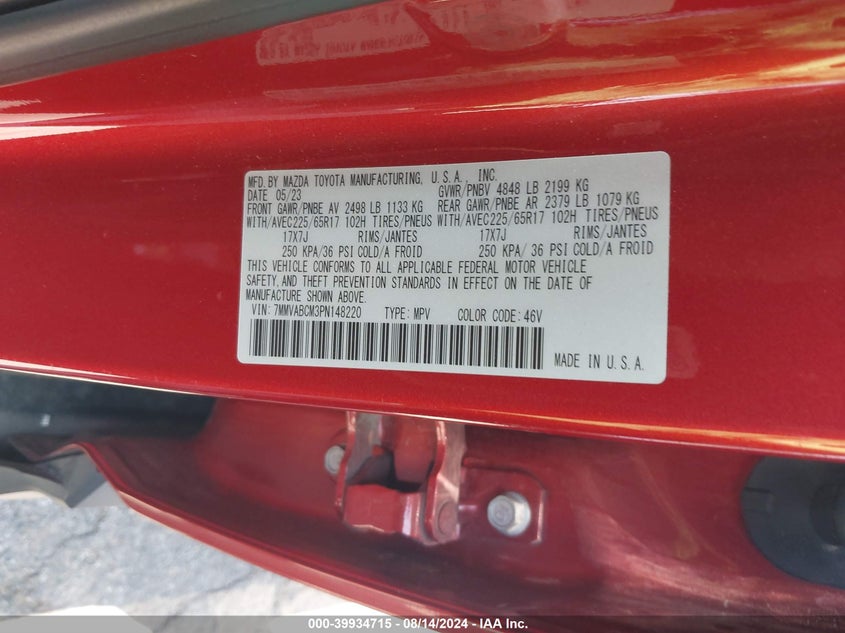 MFD. BY MAZDA TOYOTA MANUFACTURING, U.S.A., INC.
DATE 05/23 GVWR/PNBV 4848 LB 2199 KG
FRONT GAWR/PNBE AV 2498 LB 1133 KG REAR GAWR/PNBE AR 2379 LB 1079 KG
WITH/AVEC225/65R17 102H TIRES/PNEUS WITH/AVEC225/65R17 102H TIRES/PNEUS
17X7J RIMS/JANTES 17X7J RIMS/JANTES
250 KPA/36 PSI COLD/A FROID 250 KPA/ 36 PSI COLD/A FROID
THIS VEHICLE CONFORMS TO ALL APPLICABLE FEDERAL MOTOR VEHICLE
SAFETY, AND THEFT PREVENTION STANDARDS IN EFFECT ON THE DATE OF
MANUFACTURE SHOWN ABOVE.
VIN: 7MMVABCM3PN148220 TYPE: MPV COLOR CODE: 46V
MADE IN U.S.A.
000-39934715 - 08/14/2024 - IAA Inc.